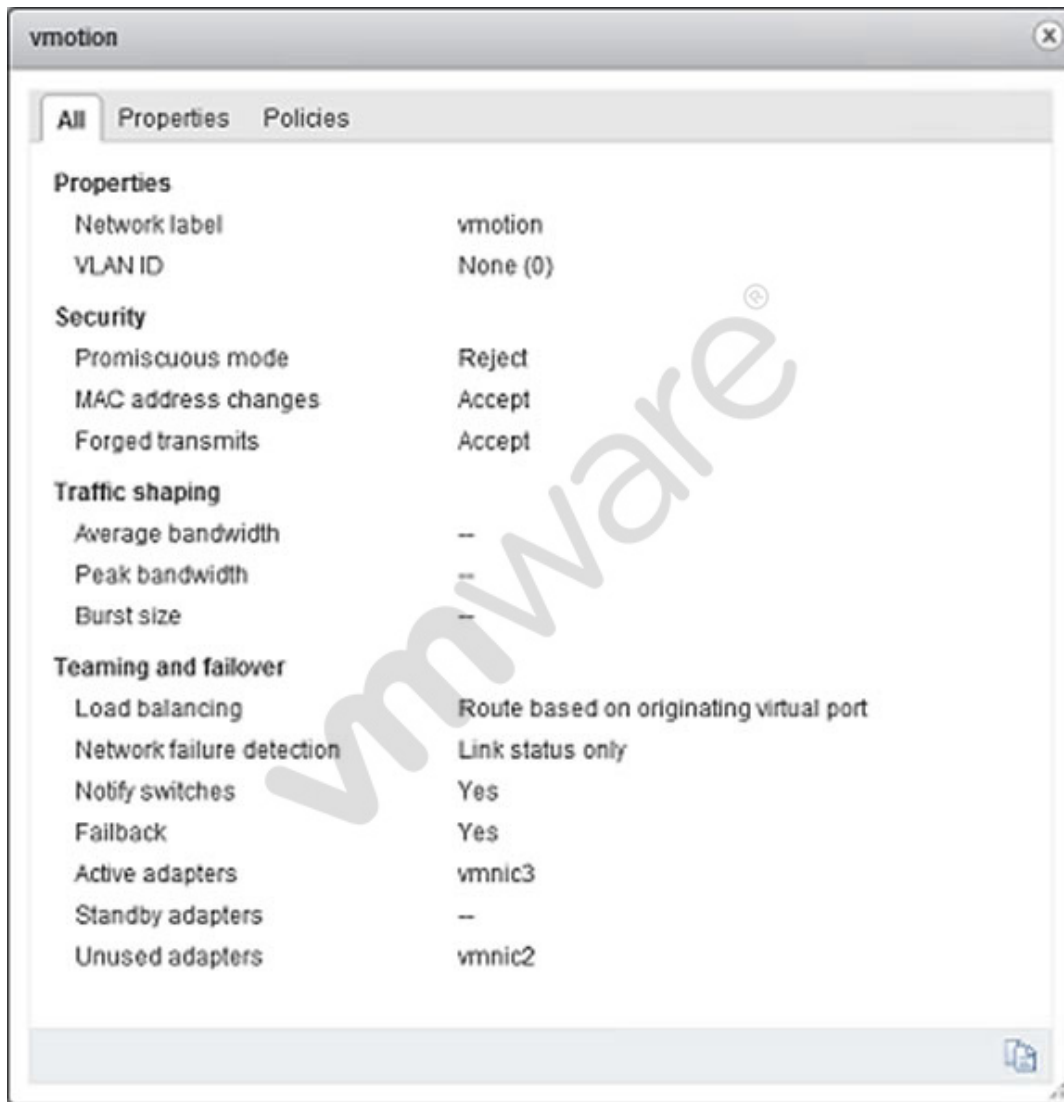 vmotion
All Properties Policies
Properties
Network label vmotion
VLAN ID None (0)
Security
Promiscuous mode Reject
MAC address changes Accept
Forged transmits Accept
Traffic shaping
Average bandwidth --
Peak bandwidth --
Burst size --
Teaming and failover
Load balancing Route based on originating virtual port
Network failure detection Link status only
Notify switches Yes
Failback Yes
Active adapters vmnic3
Standby adapters --
Unused adapters vmnic2
vmware®